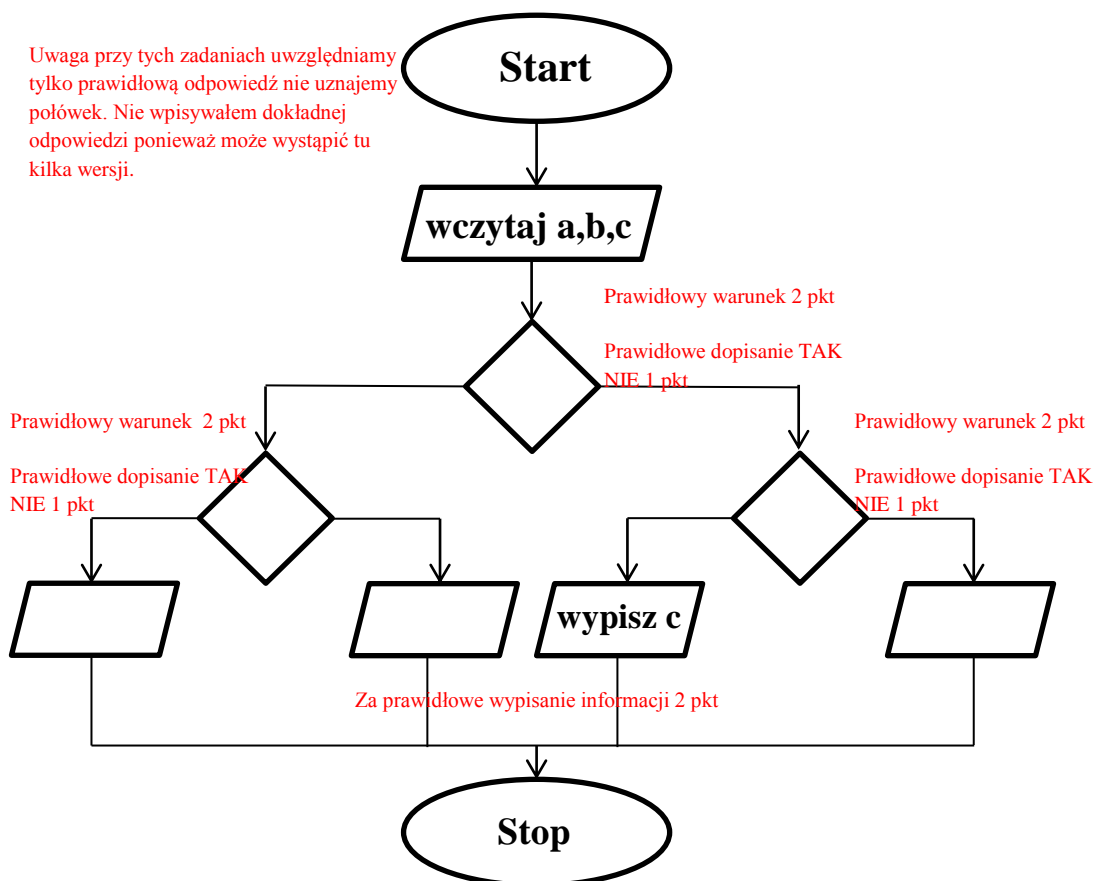 Uwaga przy tych zadaniach uwzględniamy
tylko prawidłową odpowiedź nie uznajemy
połówek. Nie wpisywałem dokładnej
odpowiedzi ponieważ może wystąpić tu
kilka wersji.
Start
wczytaj a,b,c
Prawidłowy warunek 2 pkt
Prawidłowe dopisanie TAK
NIE 1 pkt
Prawidłowy warunek 2 pkt
Prawidłowe dopisanie TAK
NIE 1 pkt
Prawidłowy warunek 2 pkt
Prawidłowe dopisanie TAK
NIE 1 pkt
wypisz c
Za prawidłowe wypisanie informacji 2 pkt
Stop